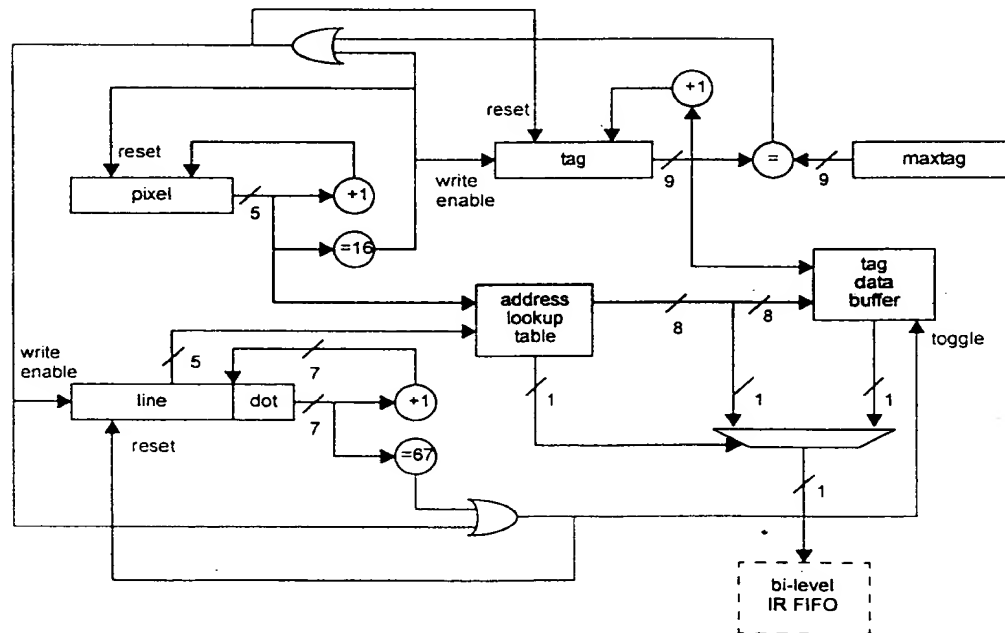 reset
+1
reset
tag
9
=
9
maxtag
write
enable
reset
pixel
5
+1
=16
tag
data
buffer
address
lookup
table
8
8
toggle
write
enable
5
7
1
1
1
line
dot
7
+1
reset
=67
1
bi-level
IR FIFO